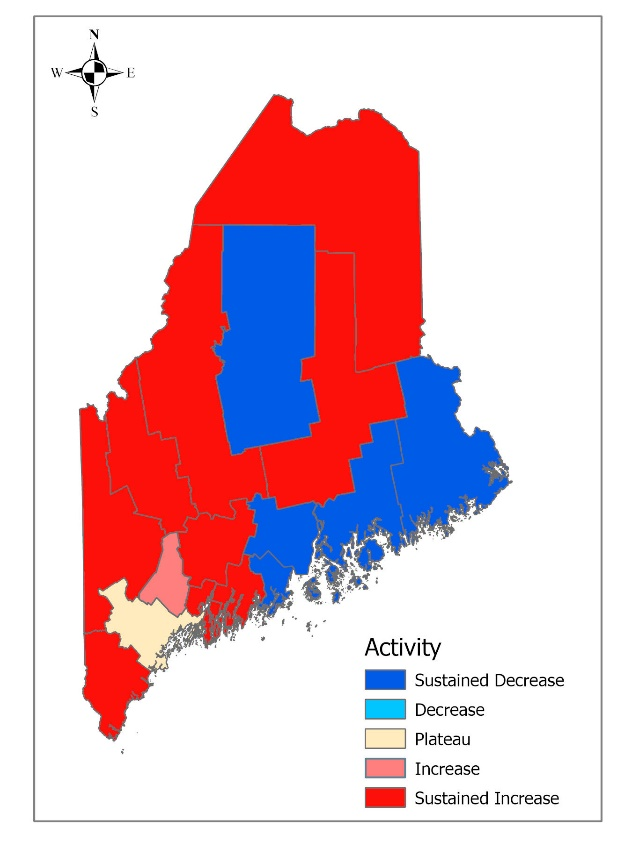 N
W E
S
Activity
Sustained Decrease
Decrease
Plateau
Increase
Sustained Increase